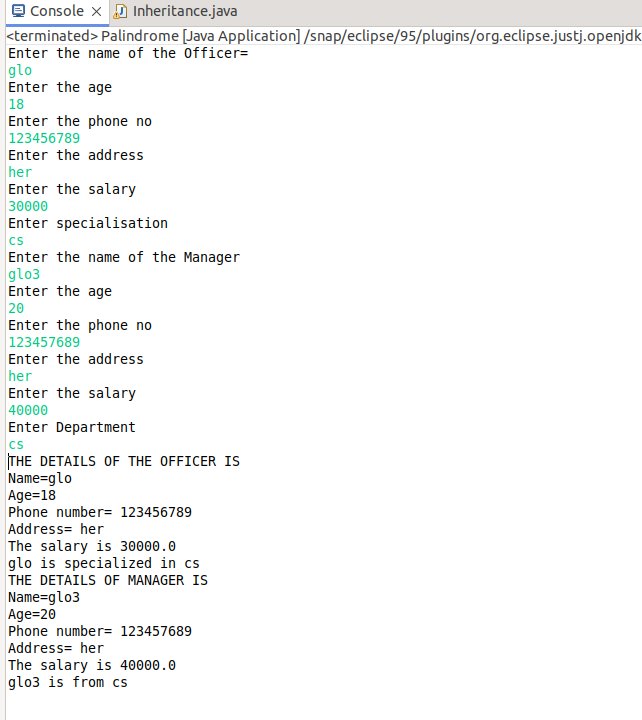 Console Inheritance.java
<terminated> Palindrome [Java Application] /snap/eclipse/95/plugins/org.eclipse.justj.openjdk
Enter the name of the Officer=
glo
Enter the age
18
Enter the phone no
123456789
Enter the address
her
Enter the salary
30000
Enter specialisation
cs
Enter the name of the Manager
glo3
Enter the age
20
Enter the phone no
123457689
Enter the address
her
Enter the salary
40000
Enter Department
cs
THE DETAILS OF THE OFFICER IS
Name=glo
Age=18
Phone number= 123456789
Address= her
The salary is 30000.0
glo is specialized in cs
THE DETAILS OF MANAGER IS
Name=glo3
Age=20
Phone number= 123457689
Address= her
The salary is 40000.0
glo3 is from cs